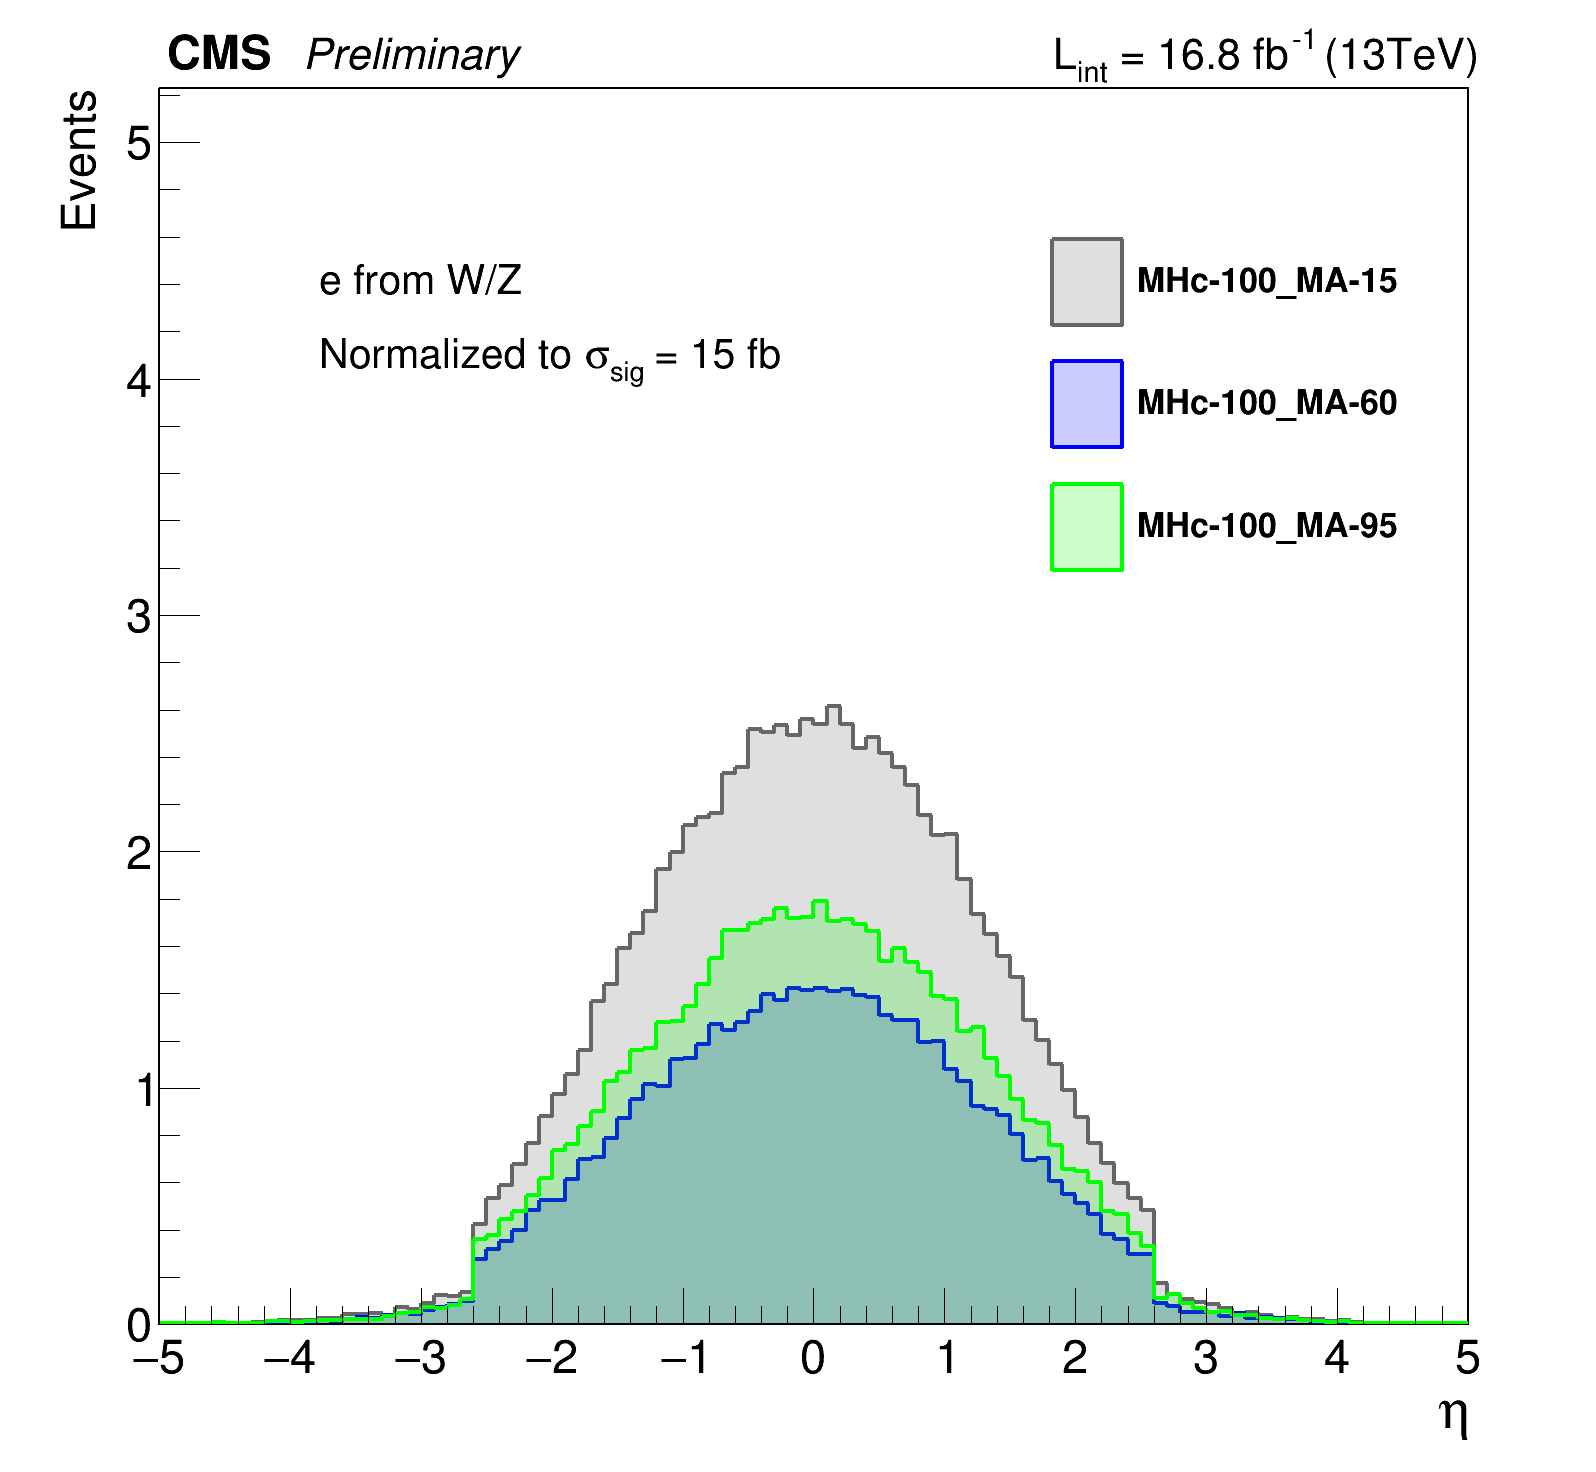 CMS Preliminary
L_int = 16.8 fb^-1 (13TeV)
Events
5
4
3
2
1
0
e from W/Z
Normalized to σ_sig = 15 fb
MHc-100_MA-15
MHc-100_MA-60
MHc-100_MA-95
−5 −4 −3 −2 −1 0 1 2 3 4 5
η